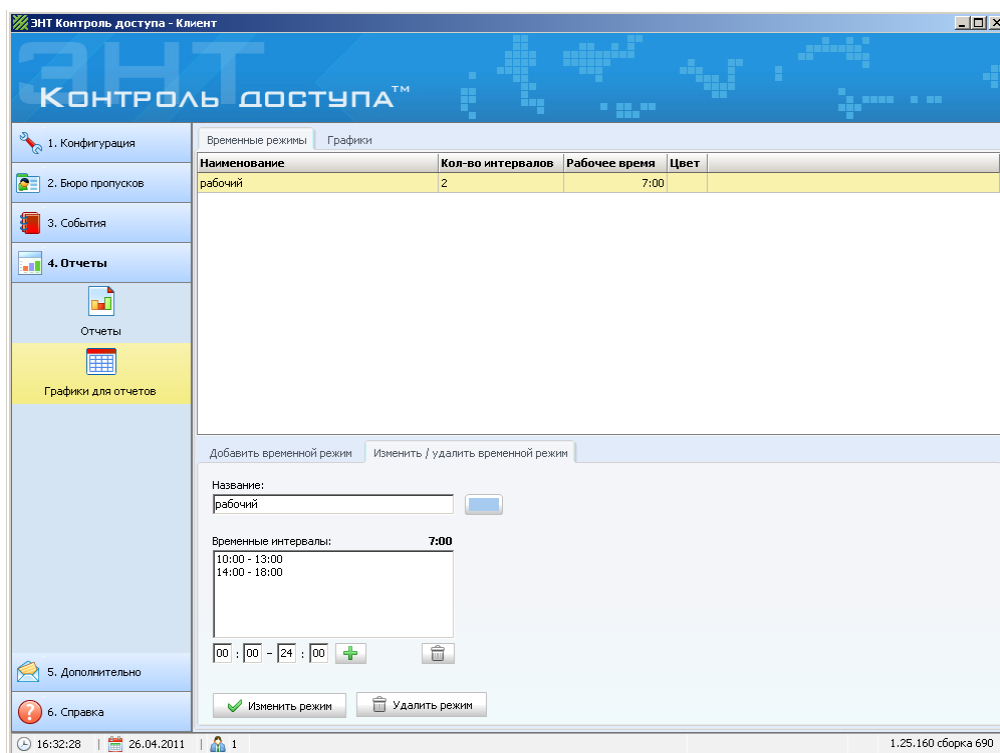 ЭНТ Контроль доступа - Клиент
ЭНТ
Контроль доступа™
1. Конфигурация
2. Бюро пропусков
3. События
4. Отчеты
Отчеты
Графики для отчетов
5. Дополнительно
6. Справка
Временные режимы Графики
Наименование Кол-во интервалов Рабочее время Цвет
рабочий 2 7:00
Добавить временной режим Изменить / удалить временной режим
Название:
рабочий
Временные интервалы: 7:00
10:00 - 13:00
14:00 - 18:00
00 : 00 - 24 : 00
Изменить режим Удалить режим
16:32:28 | 26.04.2011 | 1 1.25.160 сборка 690